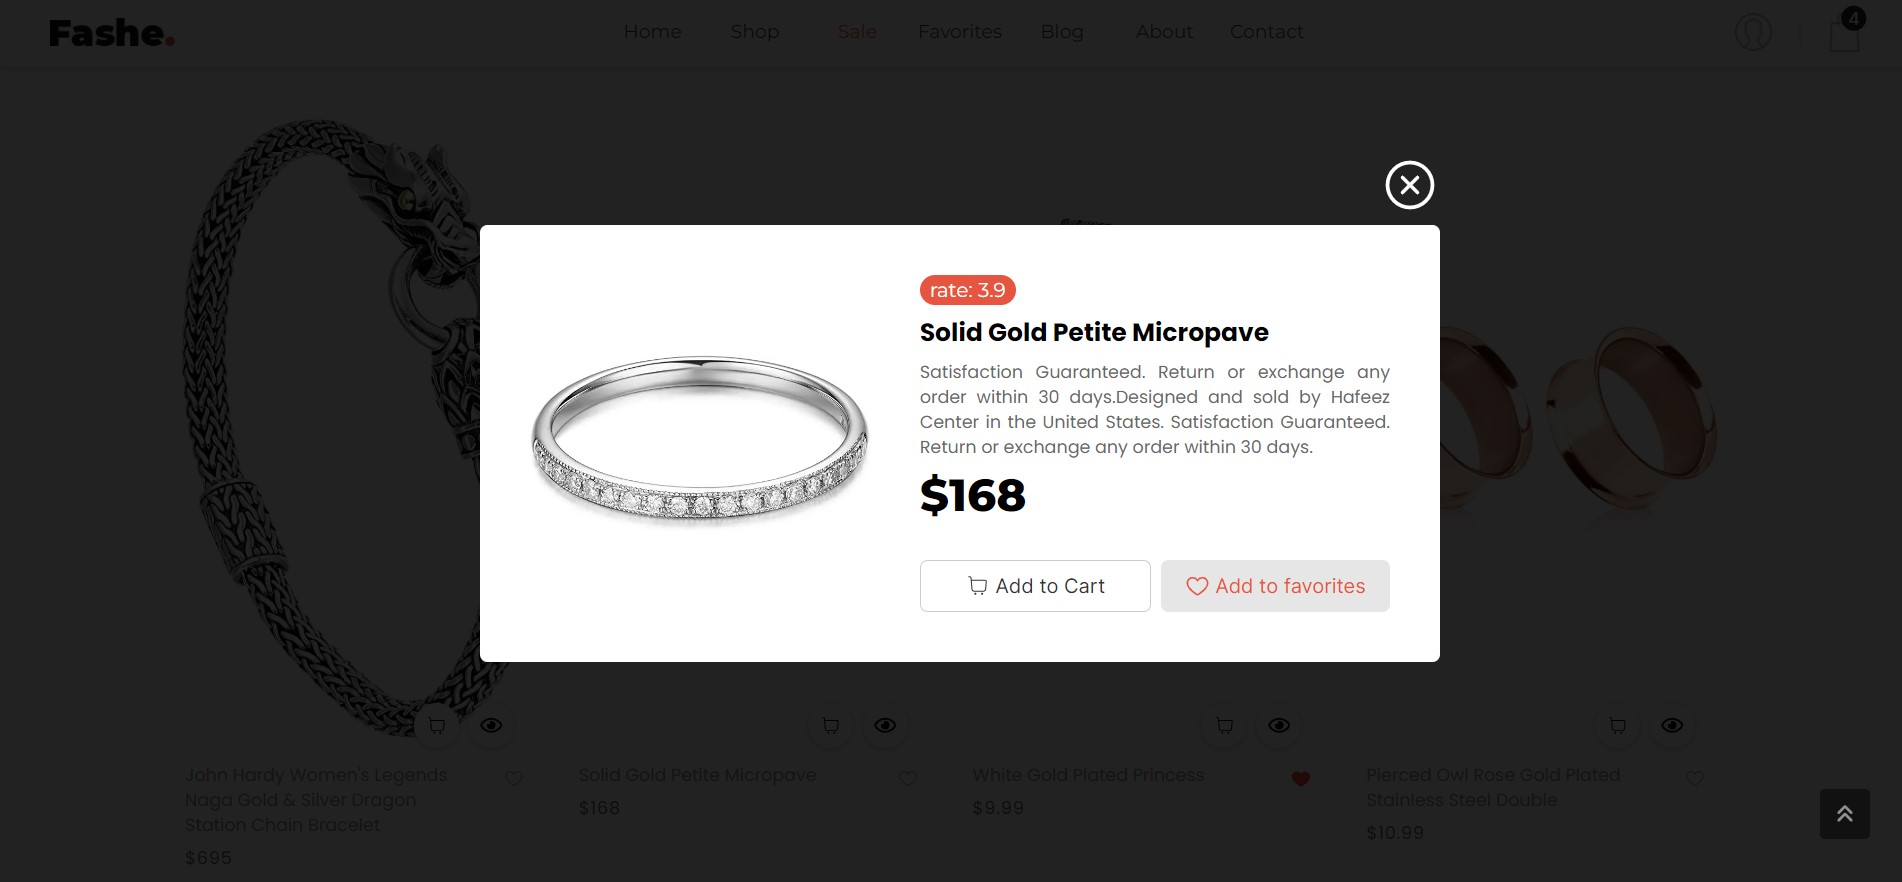 Fashe.
Home Shop Sale Favorites Blog About Contact
4
rate: 3.9
Solid Gold Petite Micropave
Satisfaction Guaranteed. Return or exchange any
order within 30 days.Designed and sold by Hafeez
Center in the United States. Satisfaction Guaranteed.
Return or exchange any order within 30 days.
$168
Add to Cart
Add to favorites
John Hardy Women's Legends
Naga Gold & Silver Dragon
Station Chain Bracelet
$695
Solid Gold Petite Micropave
$168
White Gold Plated Princess
$9.99
Pierced Owl Rose Gold Plated
Stainless Steel Double
$10.99